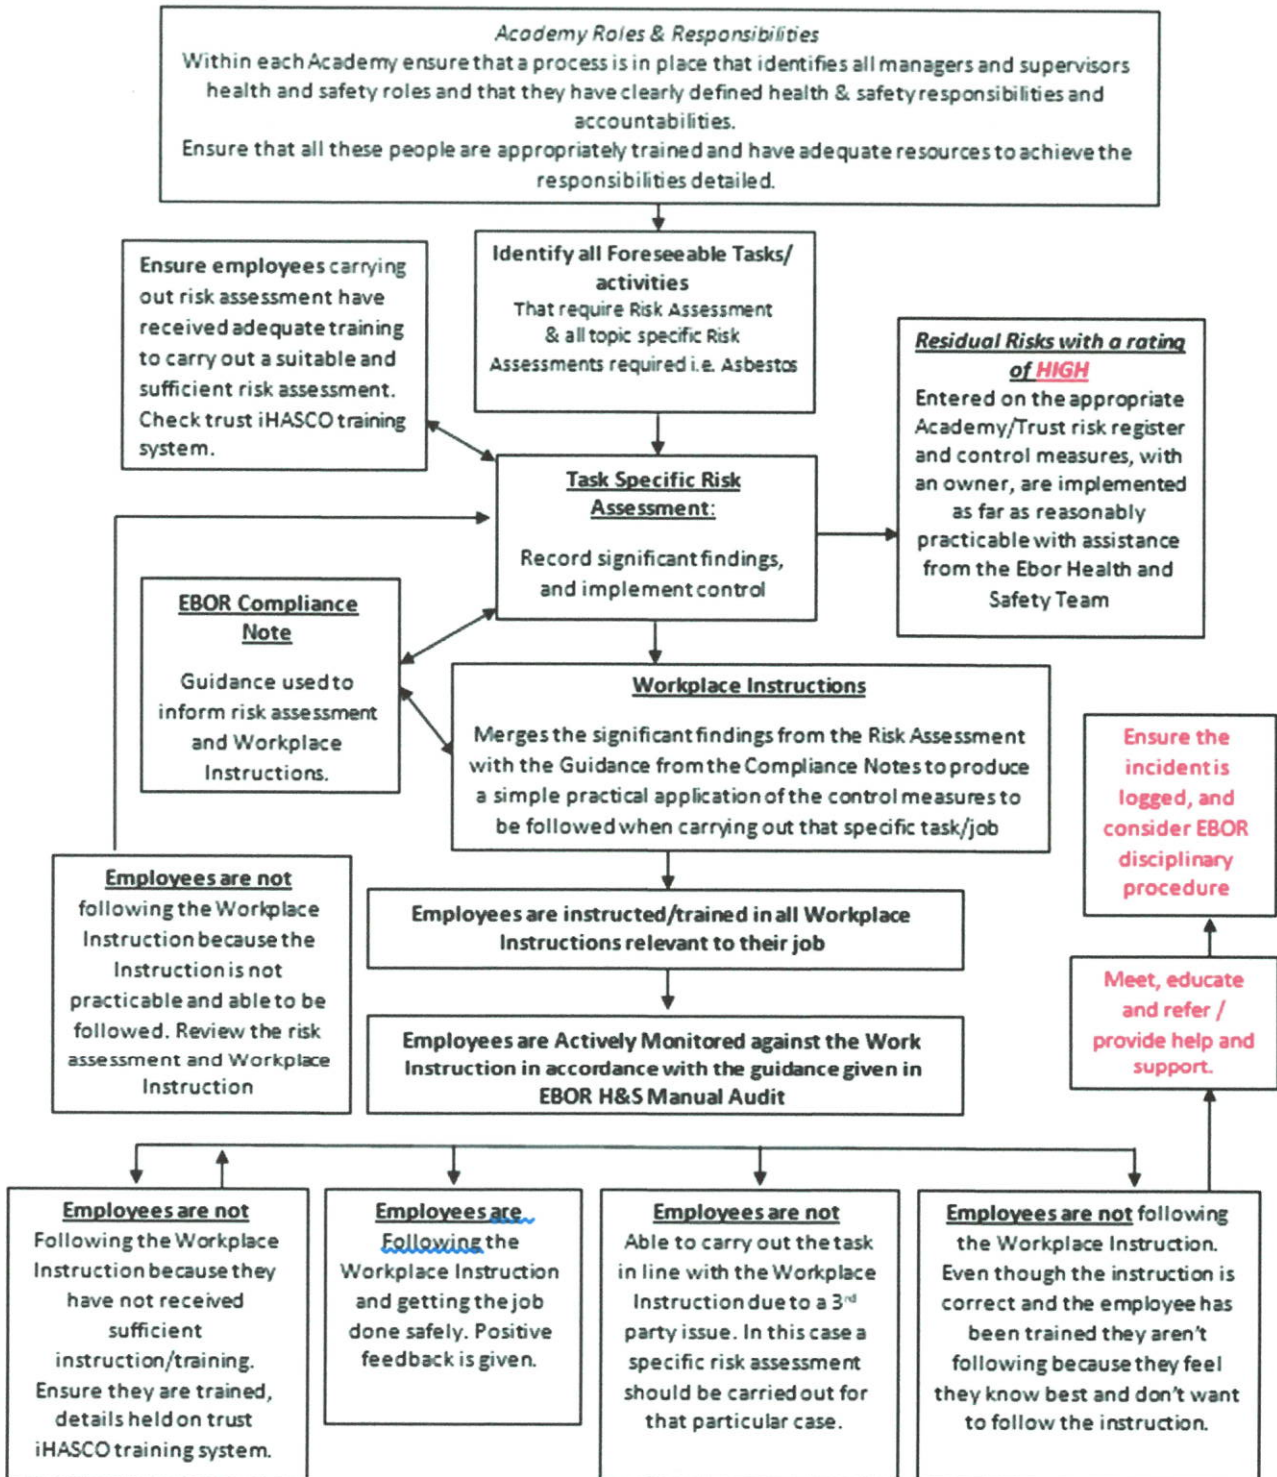 Academy Roles & Responsibilities
Within each Academy ensure that a process is in place that identifies all managers and supervisors
health and safety roles and that they have clearly defined health & safety responsibilities and
accountabilities.
Ensure that all these people are appropriately trained and have adequate resources to achieve the
responsibilities detailed.
Identify all Foreseeable Tasks/
activities
That require Risk Assessment
& all topic specific Risk
Assessments required i.e. Asbestos
Ensure employees carrying
out risk assessment have
received adequate training
to carry out a suitable and
sufficient risk assessment.
Check trust iHASCO training
system.
Residual Risks with a rating
of HIGH
Entered on the appropriate
Academy/Trust risk register
and control measures, with
an owner, are implemented
as far as reasonably
practicable with assistance
from the Ebor Health and
Safety Team
Task Specific Risk
Assessment:
Record significant findings,
and implement control
EBOR Compliance
Note
Guidance used to
inform risk assessment
and Workplace
Instructions.
Workplace Instructions
Merges the significant findings from the Risk Assessment
with the Guidance from the Compliance Notes to produce
a simple practical application of the control measures to
be followed when carrying out that specific task/job
Ensure the
incident is
logged, and
consider EBOR
disciplinary
procedure
Employees are not
following the Workplace
Instruction because the
Instruction is not
practicable and able to be
followed. Review the risk
assessment and Workplace
Instruction
Employees are instructed/trained in all Workplace
Instructions relevant to their job
Meet, educate
and refer /
provide help and
support.
Employees are Actively Monitored against the Work
Instruction in accordance with the guidance given in
EBOR H&S Manual Audit
Employees are not
Following the Workplace
Instruction because they
have not received
sufficient
instruction/training.
Ensure they are trained,
details held on trust
iHASCO training system.
Employees are
Following the
Workplace Instruction
and getting the job
done safely. Positive
feedback is given.
Employees are not
Able to carry out the task
in line with the Workplace
Instruction due to a 3rd
party issue. In this case a
specific risk assessment
should be carried out for
that particular case.
Employees are not following
the Workplace Instruction.
Even though the instruction is
correct and the employee has
been trained they aren't
following because they feel
they know best and don't want
to follow the instruction.